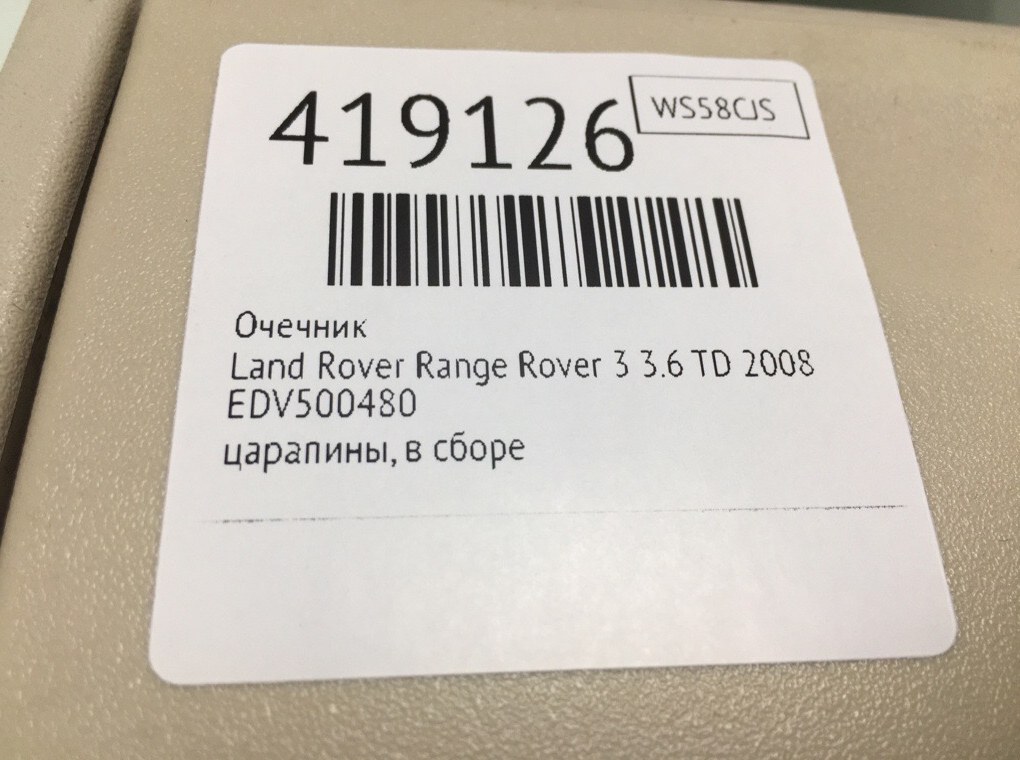 419126
WS58CJS
Очечник
Land Rover Range Rover 3 3.6 TD 2008
EDV500480
царапины, в сборе